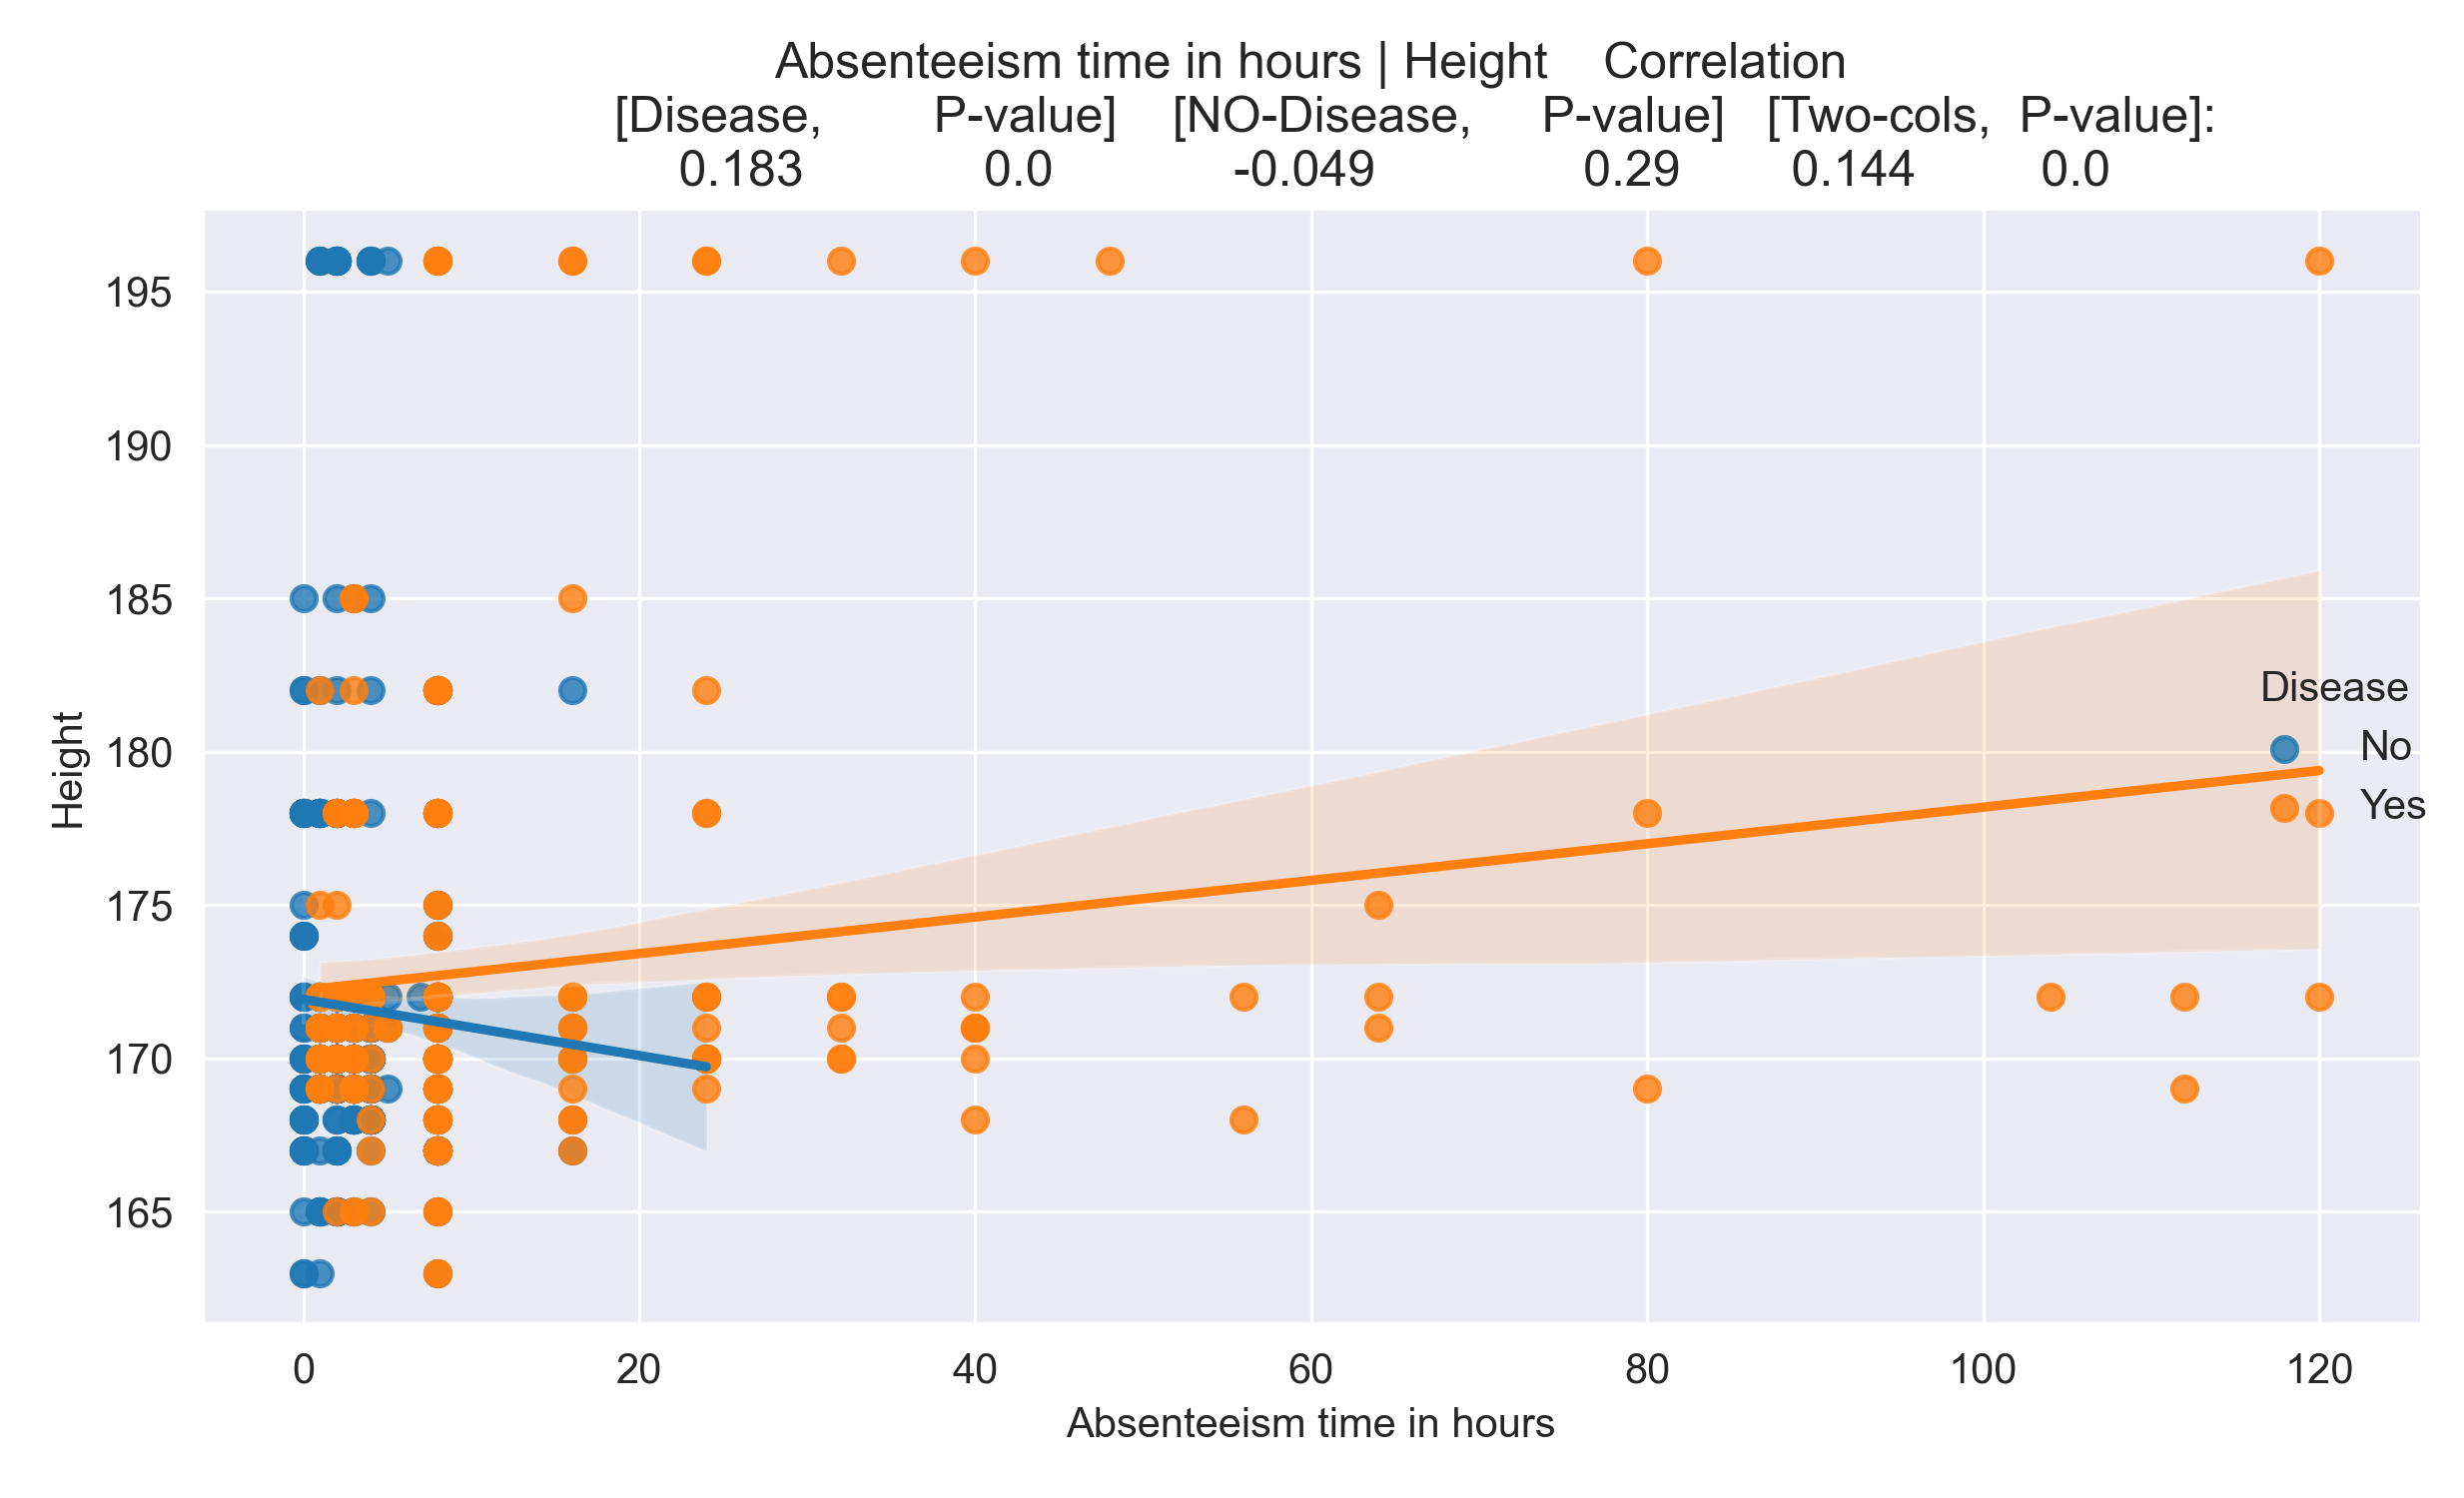 Absenteeism time in hours | Height Correlation
[Disease, P-value] [NO-Disease, P-value] [Two-cols, P-value]:
0.183 0.0 -0.049 0.29 0.144 0.0
195
190
185
180
175
170
165
Height
Disease
No
Yes
0 20 40 60 80 100 120
Absenteeism time in hours